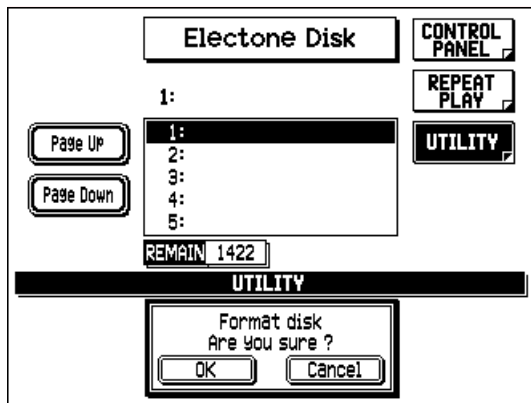 Electone Disk
CONTROL
PANEL
1:
REPEAT
PLAY
Page Up
1:
UTILITY
2:
3:
Page Down
4:
5:
REMAIN 1422
UTILITY
Format disk
Are you sure ?
OK Cancel